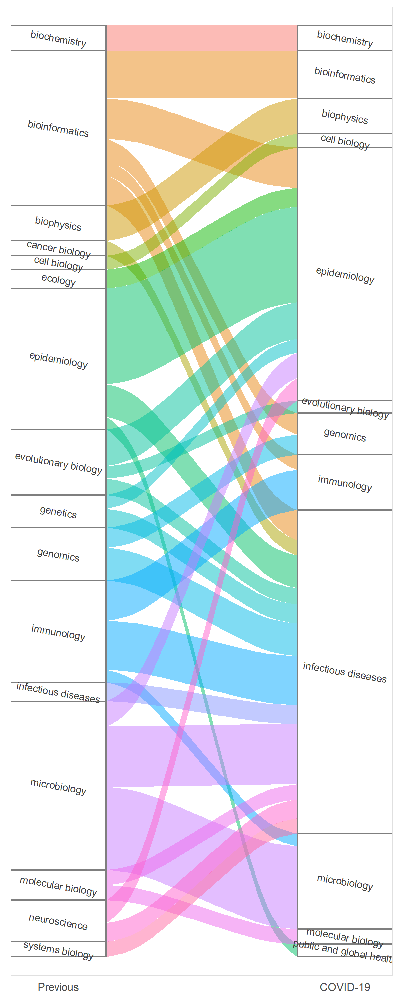 biochemistry
bioinformatics
biophysics
cancer biology
cell biology
ecology
epidemiology
evolutionary biology
genetics
genomics
immunology
infectious diseases
microbiology
molecular biology
neuroscience
systems biology
biochemistry
bioinformatics
biophysics
cell biology
epidemiology
evolutionary biology
genomics
immunology
infectious diseases
microbiology
molecular biology
public and global health
Previous
COVID-19